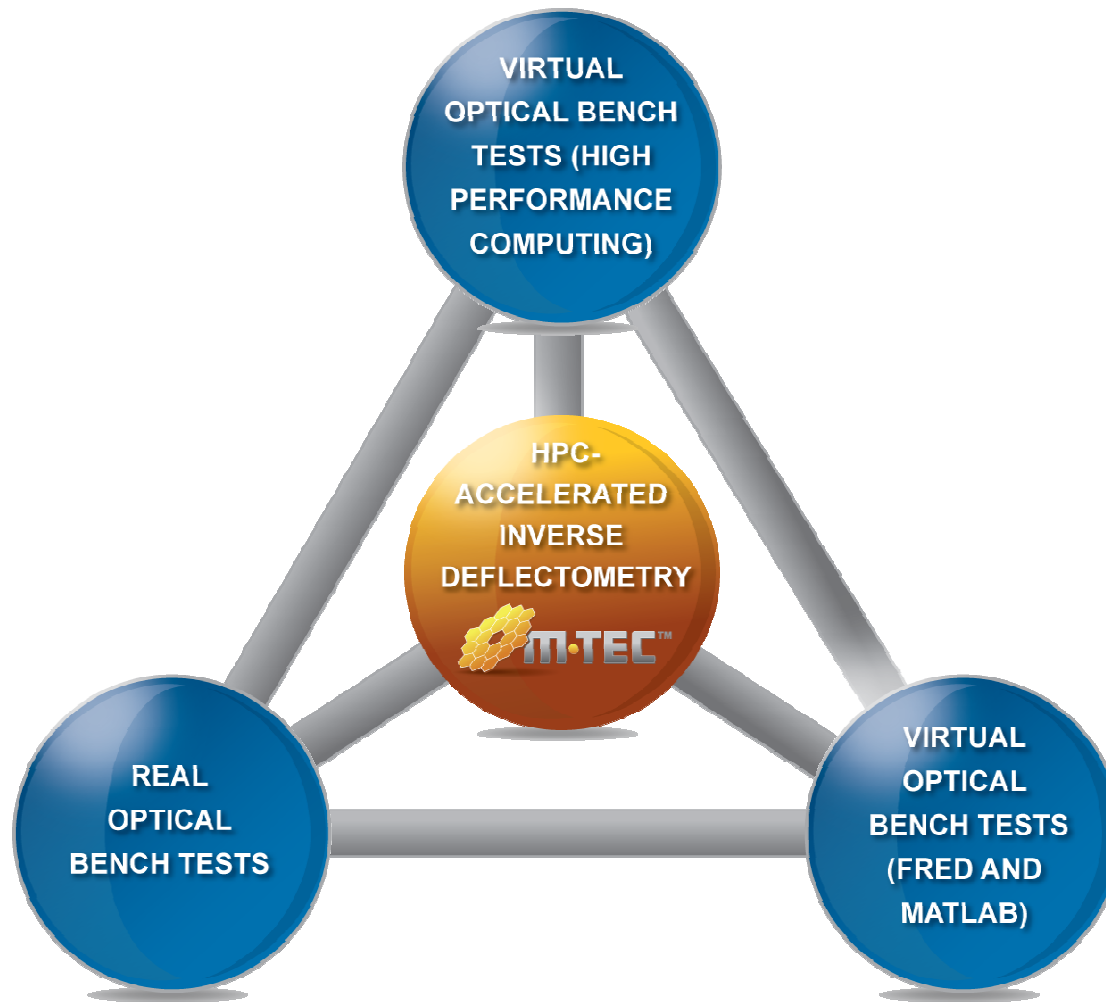 VIRTUAL
OPTICAL BENCH
TESTS (HIGH
PERFORMANCE
COMPUTING)
HPC-
ACCELERATED
INVERSE
DEFLECTOMETRY
M·TEC™
REAL
OPTICAL
BENCH TESTS
VIRTUAL
OPTICAL
BENCH TESTS
(FRED AND
MATLAB)